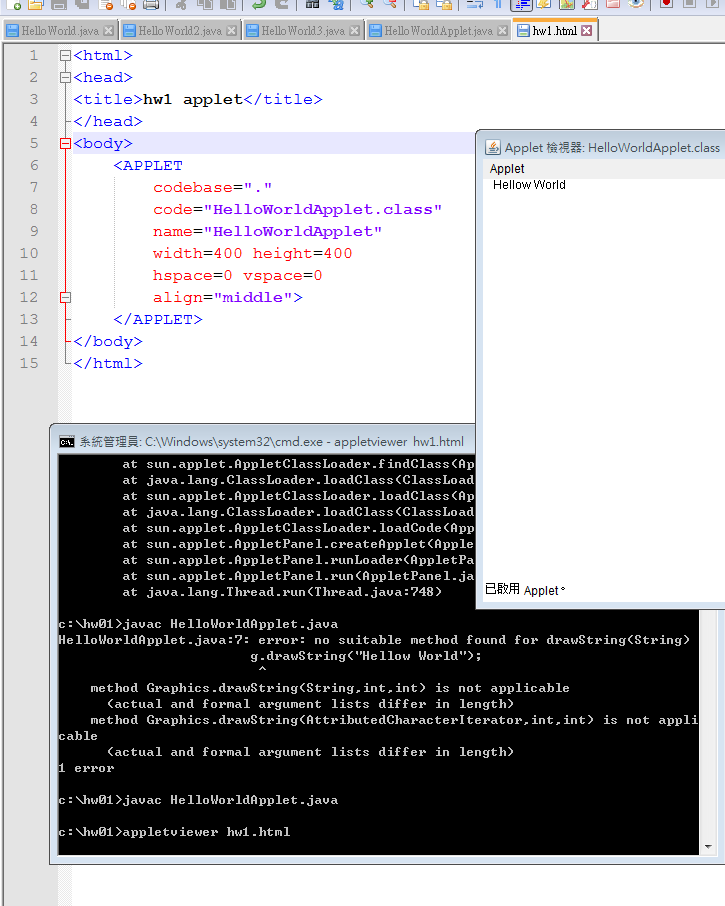 HelloWorld.java
HelloWorld2.java
HelloWorld3.java
HelloWorldApplet.java
hw1.html
1 <html>
2 <head>
3 <title>hw1 applet</title>
4 </head>
5 <body>
6 <APPLET
7 codebase="."
8 code="HelloWorldApplet.class"
9 name="HelloWorldApplet"
10 width=400 height=400
11 hspace=0 vspace=0
12 align="middle">
13 </APPLET>
14 </body>
15 </html>
Applet 檢視器: HelloWorldApplet.class
Applet
Hellow World
已啟用 Applet。
系統管理員: C:\Windows\system32\cmd.exe - appletviewer hw1.html
at sun.applet.AppletClassLoader.findClass(Ap
at java.lang.ClassLoader.loadClass(ClassLoad
at sun.applet.AppletClassLoader.loadClass(Ap
at java.lang.ClassLoader.loadClass(ClassLoad
at sun.applet.AppletClassLoader.loadCode(App
at sun.applet.AppletPanel.createApplet(Apple
at sun.applet.AppletPanel.runLoader(AppletPa
at sun.applet.AppletPanel.run(AppletPanel.ja
at java.lang.Thread.run(Thread.java:748)
c:\hw01>javac HelloWorldApplet.java
HelloWorldApplet.java:7: error: no suitable method found for drawString(String)
g.drawString("Hellow World");
^
method Graphics.drawString(String,int,int) is not applicable
(actual and formal argument lists differ in length)
method Graphics.drawString(AttributedCharacterIterator,int,int) is not appli
cable
(actual and formal argument lists differ in length)
1 error
c:\hw01>javac HelloWorldApplet.java
c:\hw01>appletviewer hw1.html